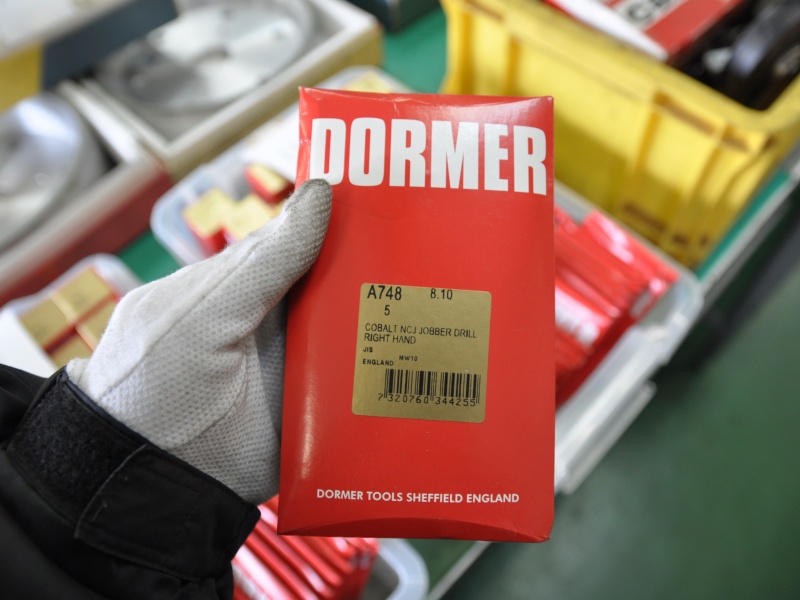 DORMER
A748 8.10
5
COBALT NCJ JOBBER DRILL
RIGHT HAND
JIS
ENGLAND MW10
7 320760 344255
DORMER TOOLS SHEFFIELD ENGLAND